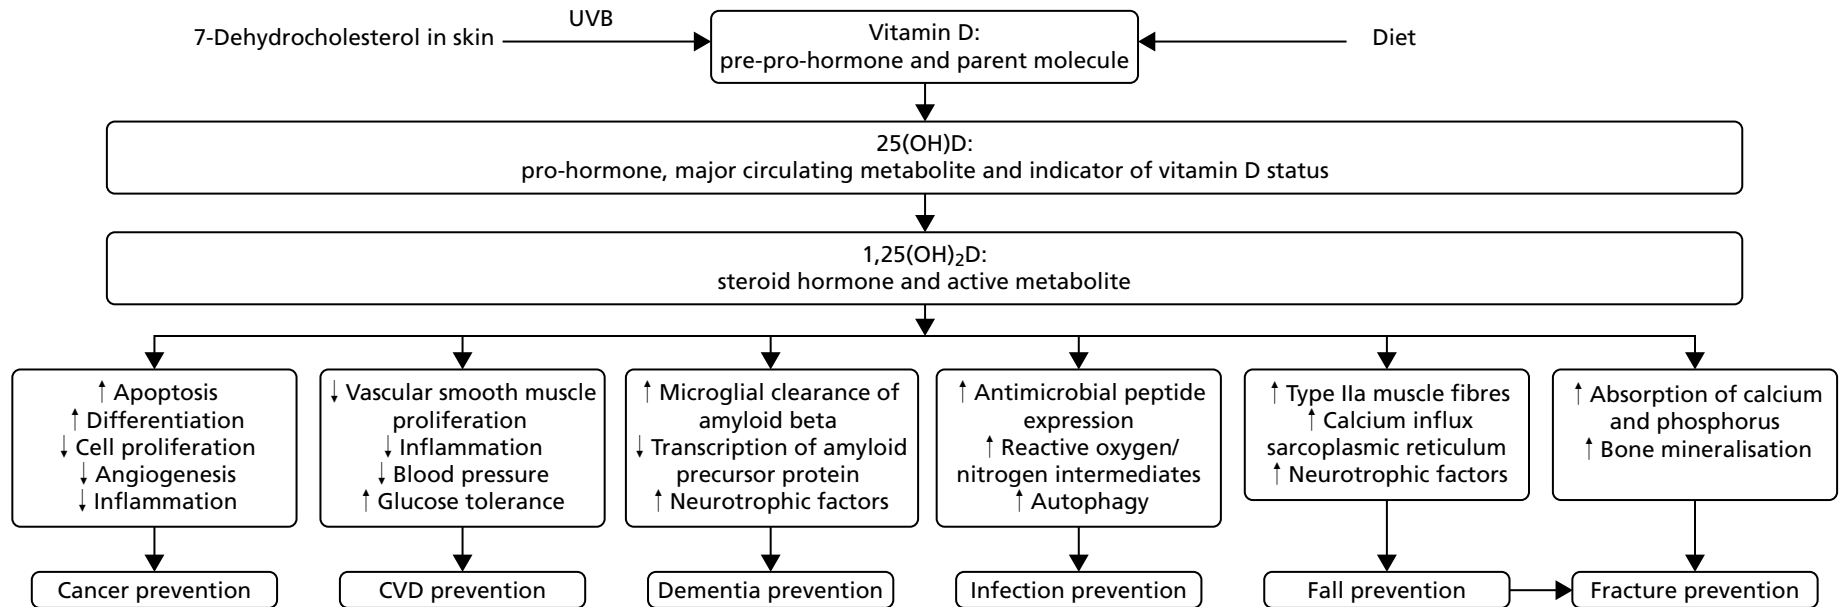 UVB
7-Dehydrocholesterol in skin
Vitamin D:
pre-pro-hormone and parent molecule
Diet
25(OH)D:
pro-hormone, major circulating metabolite and indicator of vitamin D status
1,25(OH)₂D:
steroid hormone and active metabolite
↑ Apoptosis
↑ Differentiation
↓ Cell proliferation
↓ Angiogenesis
↓ Inflammation
↓ Vascular smooth muscle
proliferation
↓ Inflammation
↓ Blood pressure
↑ Glucose tolerance
↑ Microglial clearance of
amyloid beta
↓ Transcription of amyloid
precursor protein
↑ Neurotrophic factors
↑ Antimicrobial peptide
expression
↑ Reactive oxygen/
nitrogen intermediates
↑ Autophagy
↑ Type IIa muscle fibres
↑ Calcium influx
sarcoplasmic reticulum
↑ Neurotrophic factors
↑ Absorption of calcium
and phosphorus
↑ Bone mineralisation
Cancer prevention
CVD prevention
Dementia prevention
Infection prevention
Fall prevention
Fracture prevention